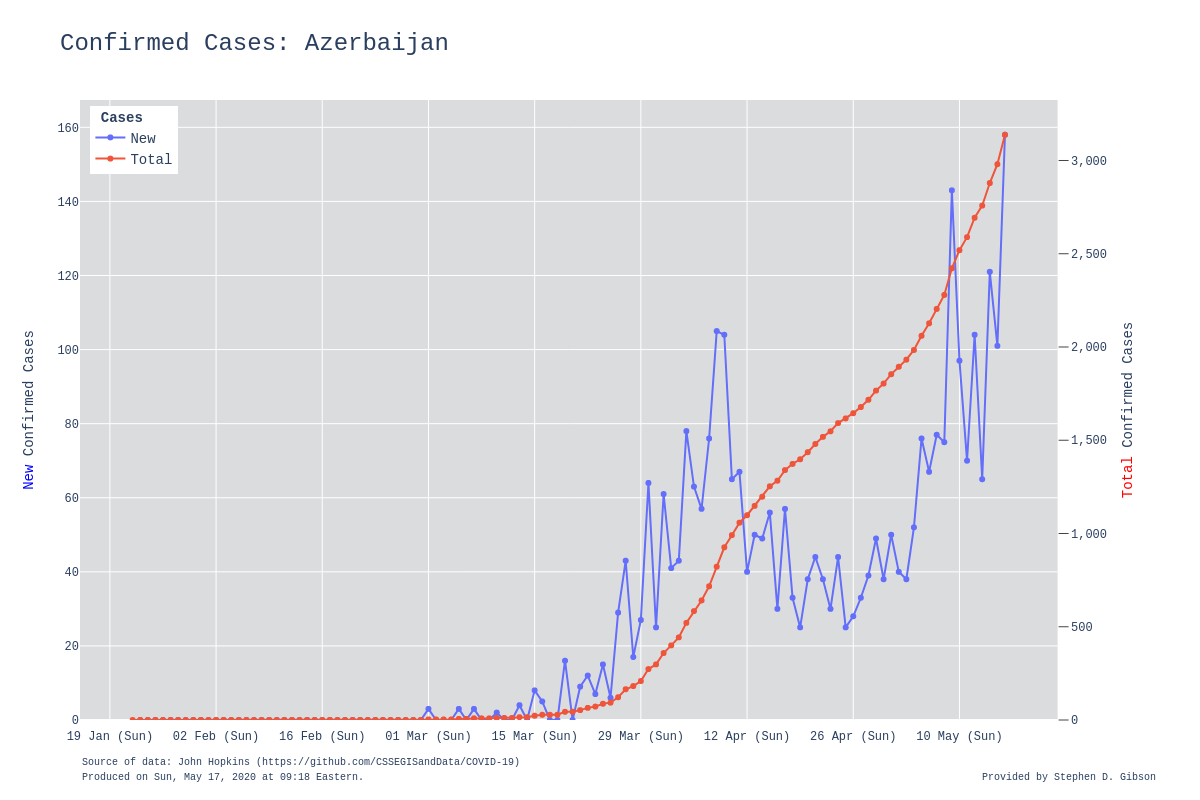 Confirmed Cases: Azerbaijan
Cases
New
Total
160
140
120
100
80
60
40
20
0
3,000
2,500
2,000
1,500
1,000
500
0
New Confirmed Cases
Total Confirmed Cases
19 Jan (Sun) 02 Feb (Sun) 16 Feb (Sun) 01 Mar (Sun) 15 Mar (Sun) 29 Mar (Sun) 12 Apr (Sun) 26 Apr (Sun) 10 May (Sun)
Source of data: John Hopkins (https://github.com/CSSEGISandData/COVID-19)
Produced on Sun, May 17, 2020 at 09:18 Eastern.
Provided by Stephen D. Gibson